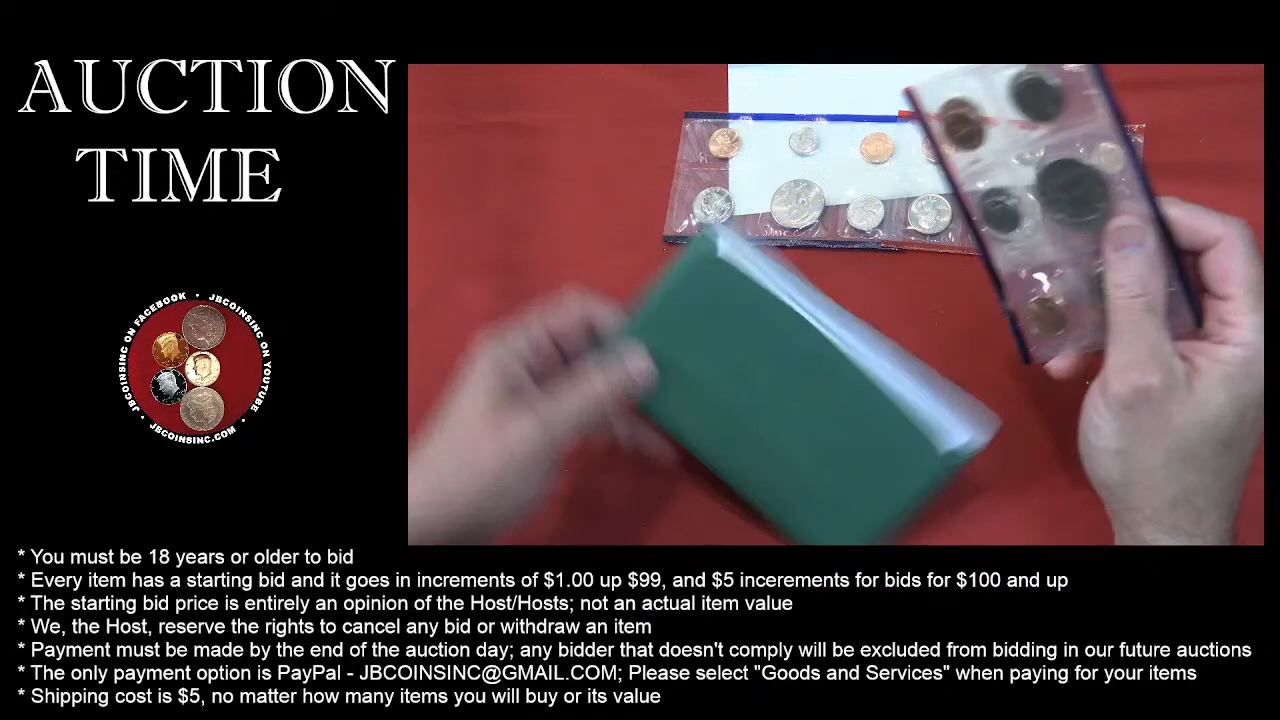 AUCTION
TIME
JBCOINSINC ON FACEBOOK • JBCOINSINC ON YOUTUBE • JBCOINSINC.COM •
* You must be 18 years or older to bid
* Every item has a starting bid and it goes in increments of $1.00 up $99, and $5 incerements for bids for $100 and up
* The starting bid price is entirely an opinion of the Host/Hosts; not an actual item value
* We, the Host, reserve the rights to cancel any bid or withdraw an item
* Payment must be made by the end of the auction day; any bidder that doesn't comply will be excluded from bidding in our future auctions
* The only payment option is PayPal - JBCOINSINC@GMAIL.COM; Please select "Goods and Services" when paying for your items
* Shipping cost is $5, no matter how many items you will buy or its value